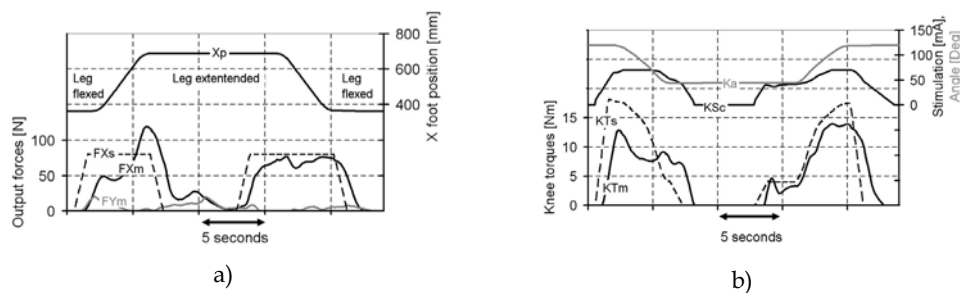 800
600
400
X foot position [mm]
Xp
Leg
flexed
Leg extentended
Leg
flexed
100
50
0
Output forces [N]
FXs
FXm
FYm
5 seconds
a)
150
100
50
0
Stimulation [mA],
Angle [Deg]
Ka
KSc
15
10
5
0
Knee torques [Nm]
KTs
KTm
5 seconds
b)